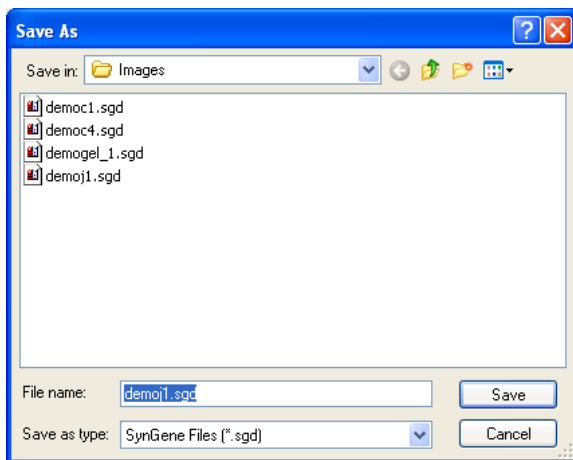 Save As
Save in: Images
democ1.sgd
democ4.sgd
demogel_1.sgd
demoj1.sgd
File name: demoj1.sgd Save
Save as type: SynGene Files (*.sgd) Cancel